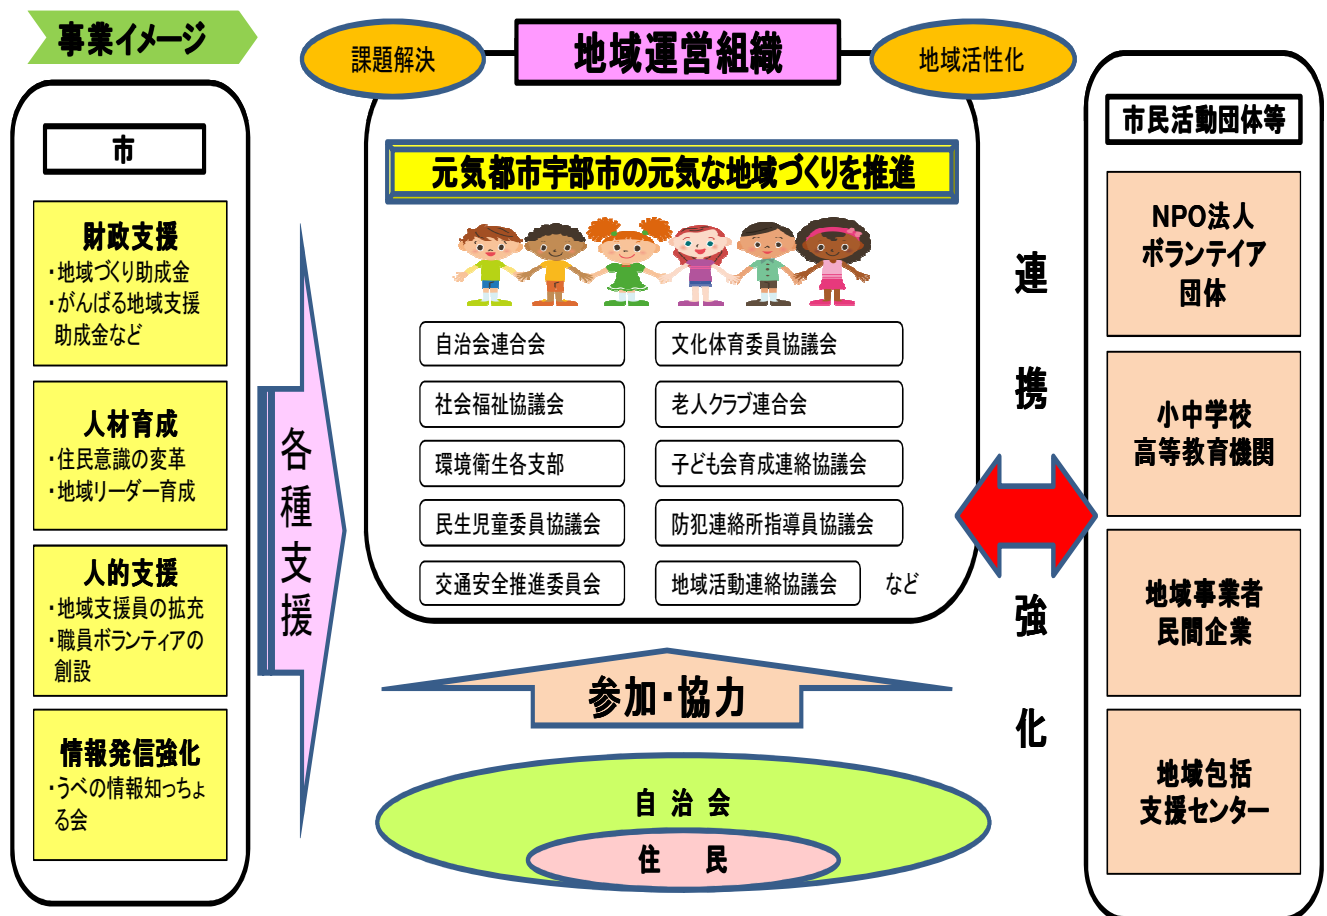 事業イメージ
市
財政支援
・地域づくり助成金
・がんばる地域支援
助成金など
人材育成
・住民意識の変革
・地域リーダー育成
人的支援
・地域支援員の拡充
・職員ボランティアの
創設
情報発信強化
・うべの情報知っちょ
る会
各種支援
課題解決
地域運営組織
地域活性化
元気都市宇部市の元気な地域づくりを推進
自治会連合会
文化体育委員協議会
社会福祉協議会
老人クラブ連合会
環境衛生各支部
子ども会育成連絡協議会
民生児童委員協議会
防犯連絡所指導員協議会
交通安全推進委員会
地域活動連絡協議会
など
参加・協力
自治会
住民
連携強化
市民活動団体等
NPO法人
ボランテイア
団体
小中学校
高等教育機関
地域事業者
民間企業
地域包括
支援センター